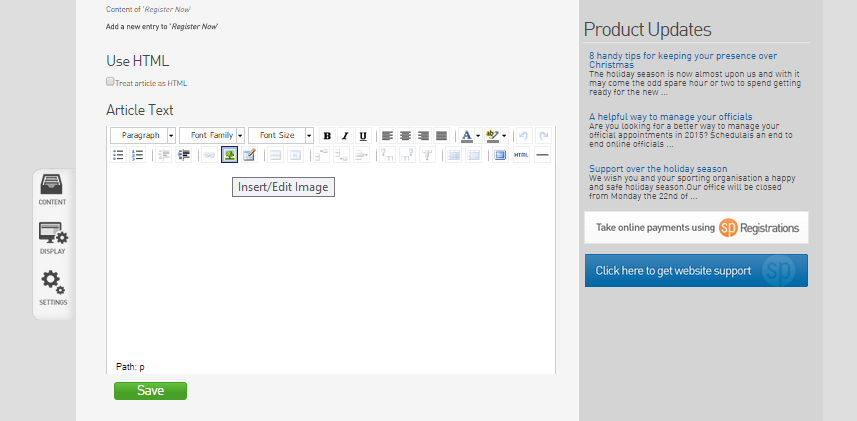 Content of 'Register Now'
Add a new entry to 'Register Now'
Use HTML
Treat article as HTML
Article Text
Paragraph Font Family Font Size B I U A ab
HTML
Insert/Edit Image
Path: p
Save
CONTENT
DISPLAY
SETTINGS
Product Updates
8 handy tips for keeping your presence over
Christmas
The holiday season is now almost upon us and with it
may come the odd spare hour or two to spend getting
ready for the new ...
A helpful way to manage your officials
Are you looking for a better way to manage your
official appointments in 2015? Schedulais an end to
end online officials ...
Support over the holiday season
We wish you and your sporting organisation a happy
and safe holiday season.Our office will be closed
from Monday the 22nd of ...
Take online payments using sp Registrations
Click here to get website support sp